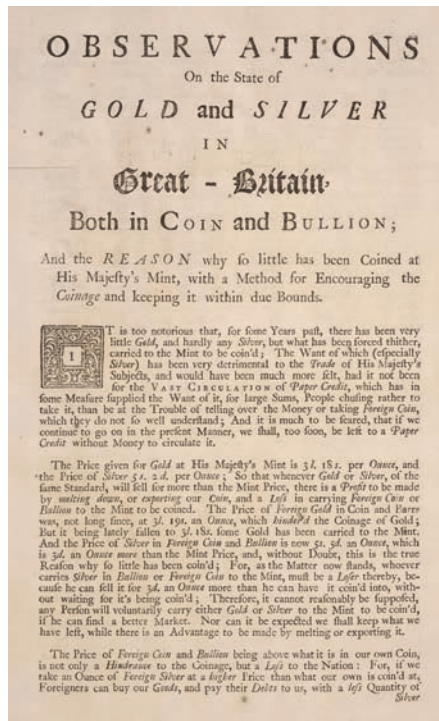 OBSERVATIONS
On the State of
GOLD and SILVER
IN
Great - Britain,
Both in COIN and BULLION;
And the REASON why ſo little has been Coined at
His Majeſty's Mint, with a Method for Encouraging the
Coinage and keeping it within due Bounds.
IT is too notorious that, for ſome Years paſt, there has been very
little Gold, and hardly any Silver, but what has been forced thither,
carried to the Mint to be coin'd; The Want of which (eſpecially
Silver) has been very detrimental to the Trade of His Majeſty's
Subjects, and would have been much more felt, had it not been
for the VAST CIRCULATION of Paper Credit, which has in
ſome Meaſure ſupplied the Want of it, for large Sums, People chuſing rather to
take it, than be at the Trouble of telling over the Money or taking Foreign Coin,
which they do not ſo well underſtand; And it is much to be feared, that if we
continue to go on in the preſent Manner, we ſhall, too ſoon, be left to a Paper
Credit without Money to circulate it.
The Price given for Gold at His Majeſty's Mint is 3 l. 18 s. per Ounce, and
the Price of Silver 5 s. 2 d. per Ounce; So that whenever Gold or Silver, of the
ſame Standard, will ſell for more than the Mint Price, there is a Profit to be made
by melting down, or exporting our Coin, and a Loſs in carrying Foreign Coin or
Bullion to the Mint to be coined. The Price of Foreign Gold in Coin and Barrs
was, not long ſince, at 3l. 19s. an Ounce, which hinder'd the Coinage of Gold;
But it being lately fallen to 3l. 18s. ſome Gold has been carried to the Mint.
And the Price of Silver in Foreign Coin and Bullion is now 5s. 5d. an Ounce, which
is 3d. an Ounce more than the Mint Price, and, without Doubt, this is the true
Reaſon why ſo little has been coin'd; For, as the Matter now ſtands, whoever
carries Silver in Bullion or Foreign Coin to the Mint, muſt be a Loſer thereby, be-
cauſe he can ſell it for 3d. an Ounce more than he can have it coin'd into, with-
out waiting for it's being coin'd; Therefore, it cannot reaſonably be ſuppoſed,
any Perſon will voluntarily carry either Gold or Silver to the Mint to be coin'd,
if he can find a better Market. Nor can it be expected we ſhall keep what we
have left, while there is an Advantage to be made by melting or exporting it.
The Price of Foreign Coin and Bullion being above what it is in our own Coin,
is not only a Hindrance to the Coinage, but a Loſs to the Nation: For, if we
take an Ounce of Foreign Silver at a higher Price than what our own is coin'd at,
Foreigners can buy our Goods, and pay their Debts to us, with a leſs Quantity of
Silver